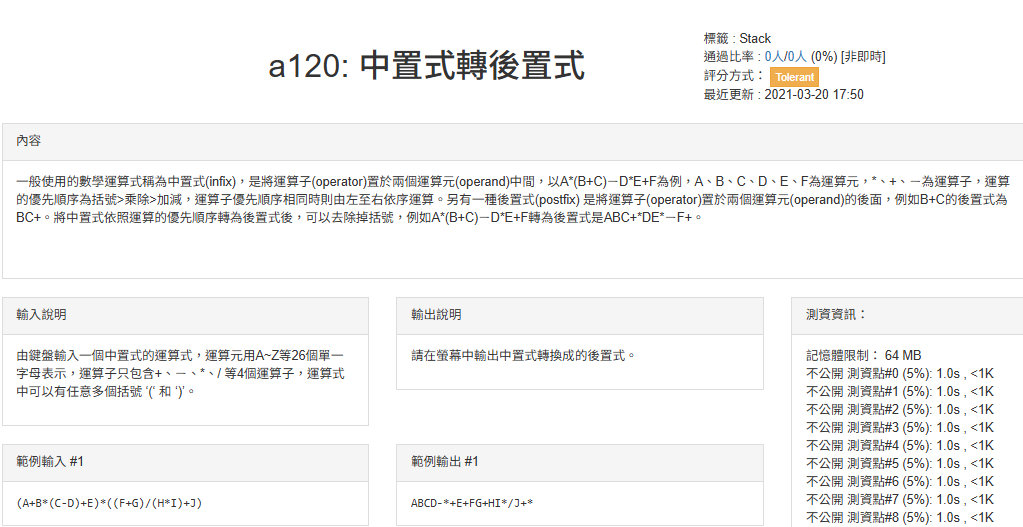 a120: 中置式轉後置式
標籤 : Stack
通過比率 : 0人/0人 (0%) [非即時]
評分方式： Tolerant
最近更新 : 2021-03-20 17:50
內容
一般使用的數學運算式稱為中置式(infix)，是將運算子(operator)置於兩個運算元(operand)中間，以A*(B+C)－D*E+F為例，A、B、C、D、E、F為運算元，*、+、－為運算子，運算
的優先順序為括號>乘除>加減，運算子優先順序相同時則由左至右依序運算。另有一種後置式(postfix) 是將運算子(operator)置於兩個運算元(operand)的後面，例如B+C的後置式為
BC+。將中置式依照運算的優先順序轉為後置式後，可以去除掉括號，例如A*(B+C)－D*E+F轉為後置式是ABC+*DE*－F+。
輸入說明
由鍵盤輸入一個中置式的運算式，運算元用A~Z等26個單一
字母表示，運算子只包含+、－、*、/ 等4個運算子，運算式
中可以有任意多個括號 ‘(’ 和 ‘)’。
輸出說明
請在螢幕中輸出中置式轉換成的後置式。
範例輸入 #1
(A+B*(C-D)+E)*((F+G)/(H*I)+J)
範例輸出 #1
ABCD-*+E+FG+HI*/J+*
測資資訊：
記憶體限制： 64 MB
不公開 測資點#0 (5%): 1.0s , <1K
不公開 測資點#1 (5%): 1.0s , <1K
不公開 測資點#2 (5%): 1.0s , <1K
不公開 測資點#3 (5%): 1.0s , <1K
不公開 測資點#4 (5%): 1.0s , <1K
不公開 測資點#5 (5%): 1.0s , <1K
不公開 測資點#6 (5%): 1.0s , <1K
不公開 測資點#7 (5%): 1.0s , <1K
不公開 測資點#8 (5%): 1.0s , <1K